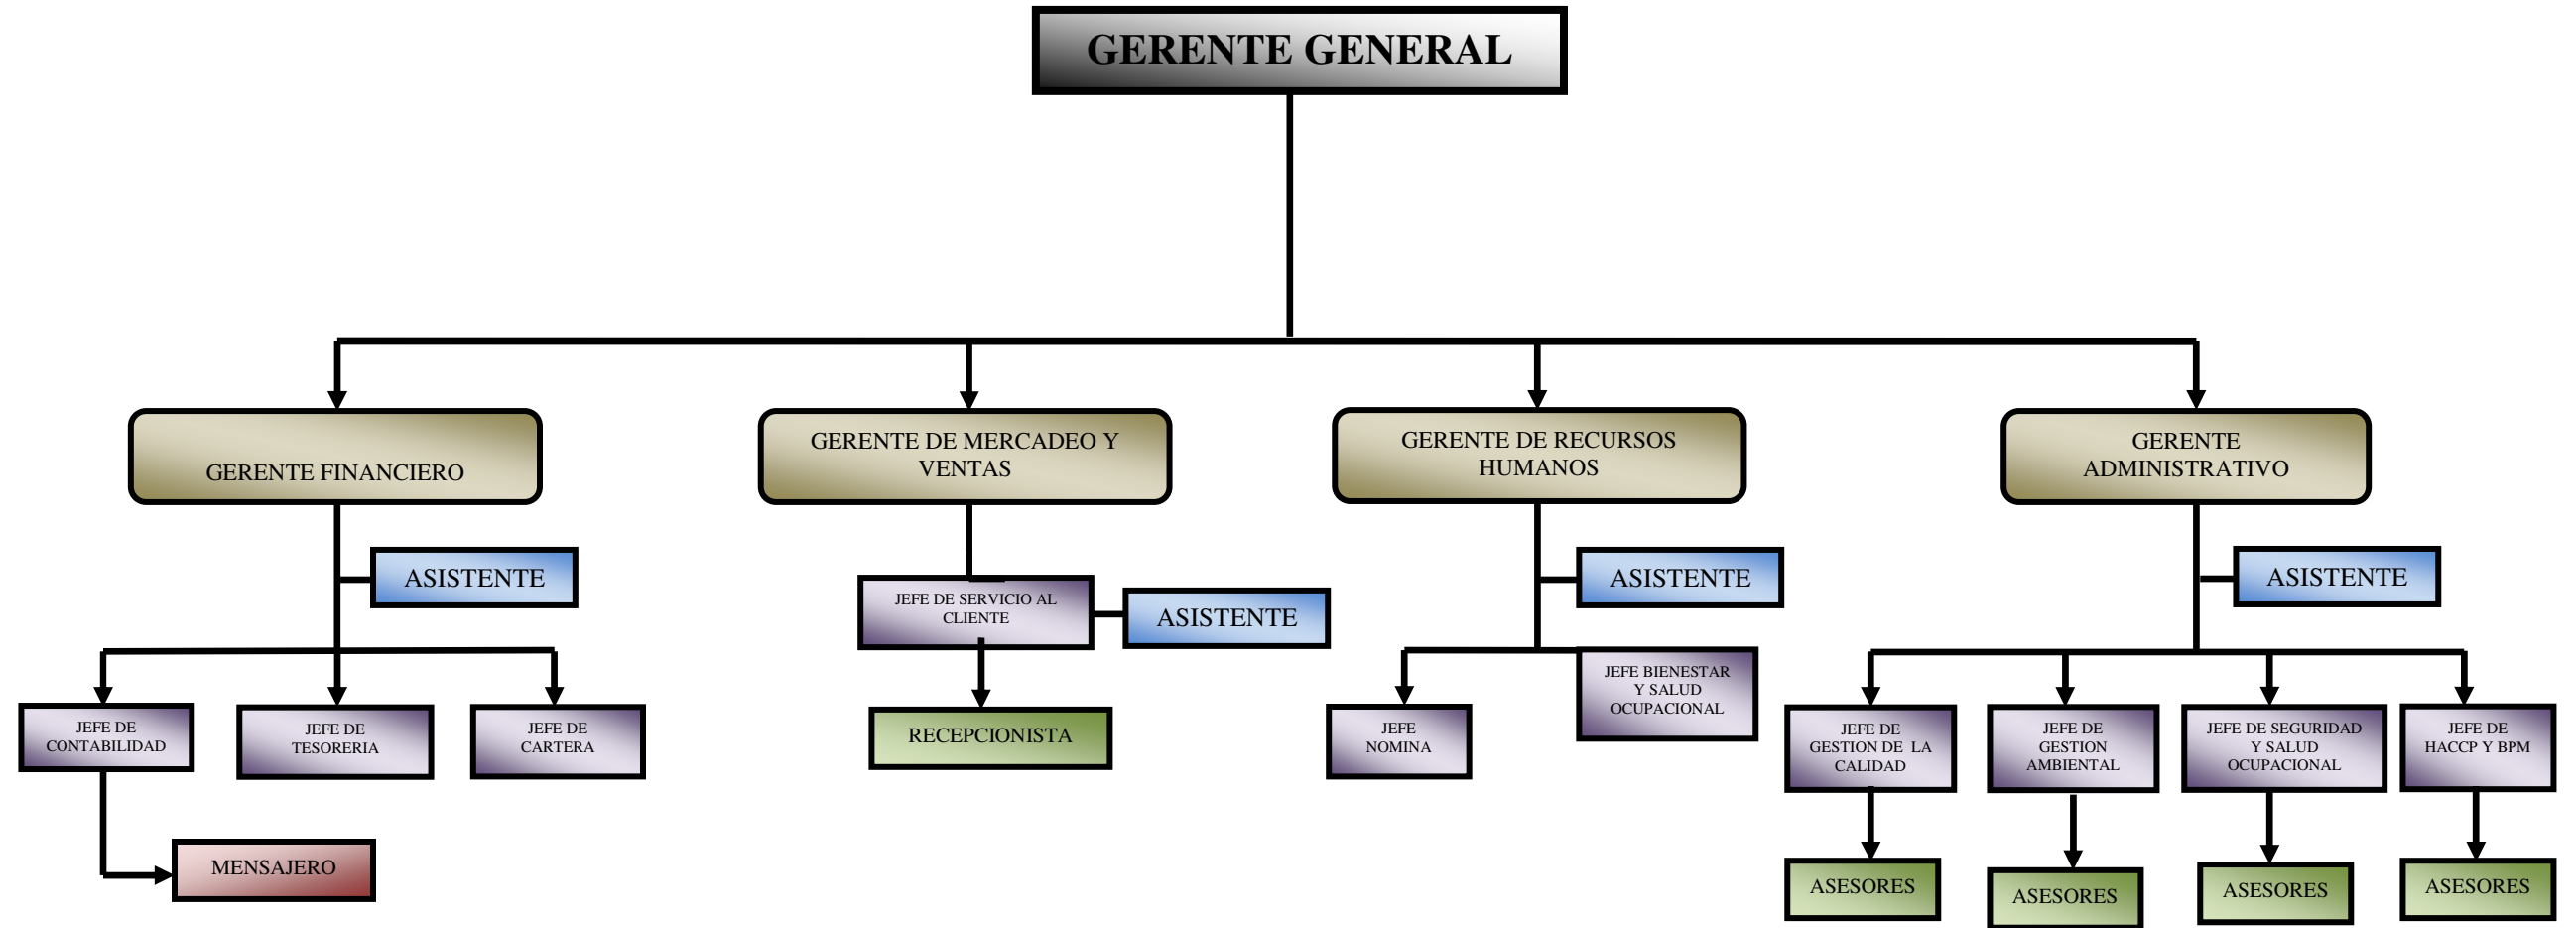 GERENTE GENERAL
GERENTE FINANCIERO
GERENTE DE MERCADEO Y
VENTAS
GERENTE DE RECURSOS
HUMANOS
GERENTE
ADMINISTRATIVO
ASISTENTE
JEFE DE SERVICIO AL
CLIENTE
ASISTENTE
ASISTENTE
ASISTENTE
JEFE DE
CONTABILIDAD
JEFE DE
TESORERIA
JEFE DE
CARTERA
RECEPCIONISTA
JEFE
NOMINA
JEFE BIENESTAR
Y SALUD
OCUPACIONAL
JEFE DE
GESTION DE  LA
CALIDAD
JEFE DE
GESTION
AMBIENTAL
JEFE DE SEGURIDAD
Y SALUD
OCUPACIONAL
JEFE DE
HACCP Y BPM
MENSAJERO
ASESORES
ASESORES
ASESORES
ASESORES